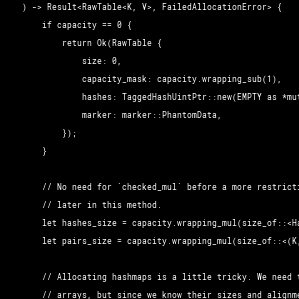 ) -> Result<RawTable<K, V>, FailedAllocationError> {
if capacity == 0 {
return Ok(RawTable {
size: 0,
capacity_mask: capacity.wrapping_sub(1),
hashes: TaggedHashUintPtr::new(EMPTY as *mut
marker: marker::PhantomData,
});
}
// No need for `checked_mul` before a more restricti
// later in this method.
let hashes_size = capacity.wrapping_mul(size_of::<Ha
let pairs_size = capacity.wrapping_mul(size_of::<(K,
// Allocating hashmaps is a little tricky. We need t
// arrays, but since we know their sizes and alignme